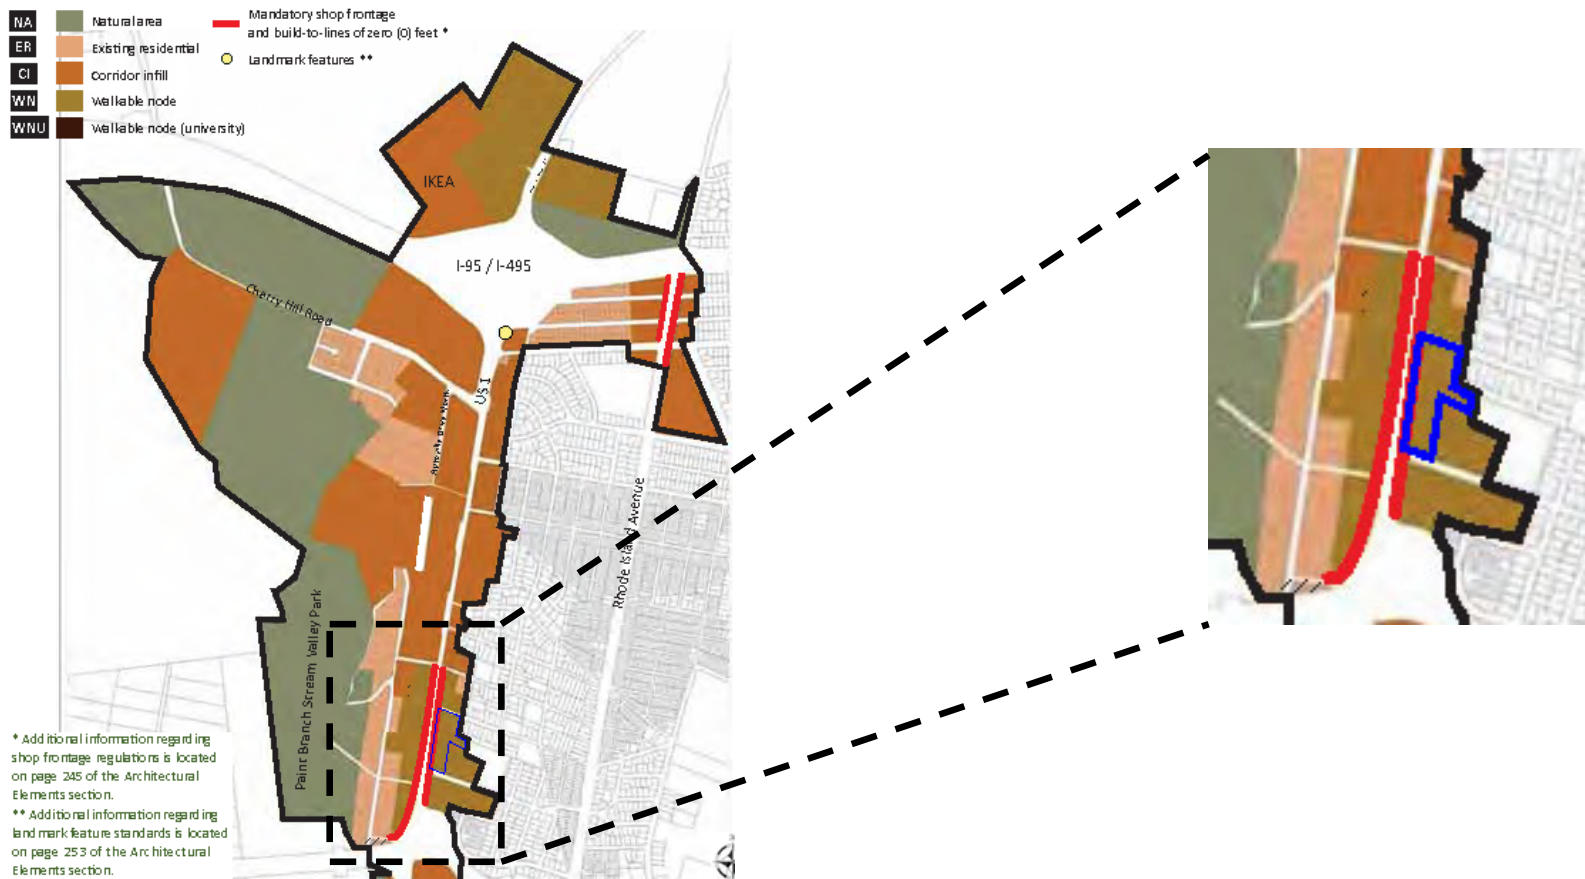 NA Natural area
ER Existing residential
CI Corridor infill
WN Walkable node
WNU Walkable node (university)
Mandatory shop frontage
and build-to-lines of zero (0) feet *
Landmark features **
IKEA
I-95 / I-495
Cherry Hill Road
US 1
Rhode Island Avenue
Paint Branch Stream Valley Park
* Additional information regarding
shop frontage regulations is located
on page 245 of the Architectural
Elements section.
** Additional information regarding
landmark feature standards is located
on page 253 of the Architectural
Elements section.